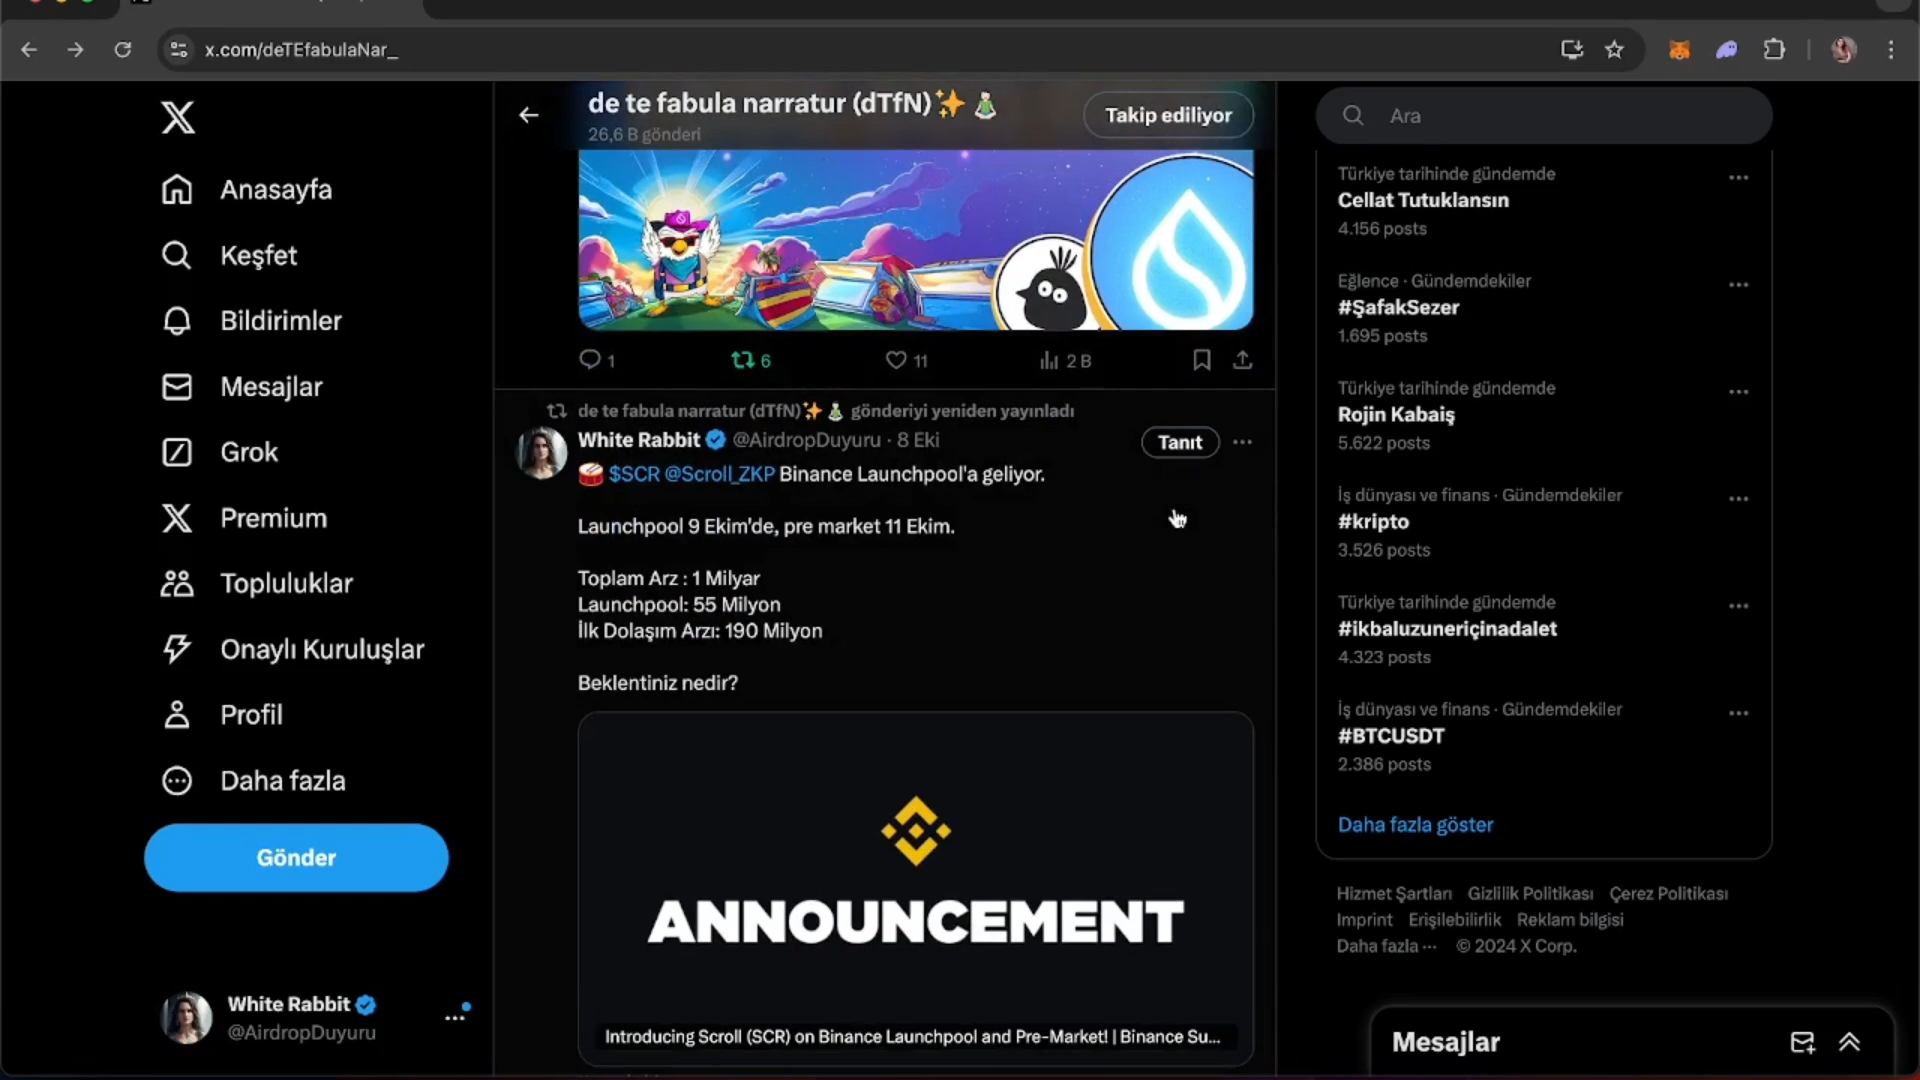 x.com/deTEfabulaNar_
Anasayfa
Keşfet
Bildirimler
Mesajlar
Grok
Premium
Topluluklar
Onaylı Kuruluşlar
Profil
Daha fazla
Gönder
White Rabbit
@AirdropDuyuru
de te fabula narratur (dTfN)✨🧘
26,6 B gönderi
Takip ediliyor
1
6
11
2 B
de te fabula narratur (dTfN)✨🧘 gönderiyi yeniden yayınladı
White Rabbit @AirdropDuyuru · 8 Eki
Tanıt
🥁 $SCR @Scroll_ZKP Binance Launchpool'a geliyor.
Launchpool 9 Ekim'de, pre market 11 Ekim.
Toplam Arz : 1 Milyar
Launchpool: 55 Milyon
İlk Dolaşım Arzı: 190 Milyon
Beklentiniz nedir?
ANNOUNCEMENT
Introducing Scroll (SCR) on Binance Launchpool and Pre-Market! | Binance Su...
Ara
Türkiye tarihinde gündemde
Cellat Tutuklansın
4.156 posts
Eğlence · Gündemdekiler
#ŞafakSezer
1.695 posts
Türkiye tarihinde gündemde
Rojin Kabaiş
5.622 posts
İş dünyası ve finans · Gündemdekiler
#kripto
3.526 posts
Türkiye tarihinde gündemde
#ikbaluzuneriçinadalet
4.323 posts
İş dünyası ve finans · Gündemdekiler
#BTCUSDT
2.386 posts
Daha fazla göster
Hizmet Şartları Gizlilik Politikası Çerez Politikası
Imprint Erişilebilirlik Reklam bilgisi
Daha fazla ··· © 2024 X Corp.
Mesajlar